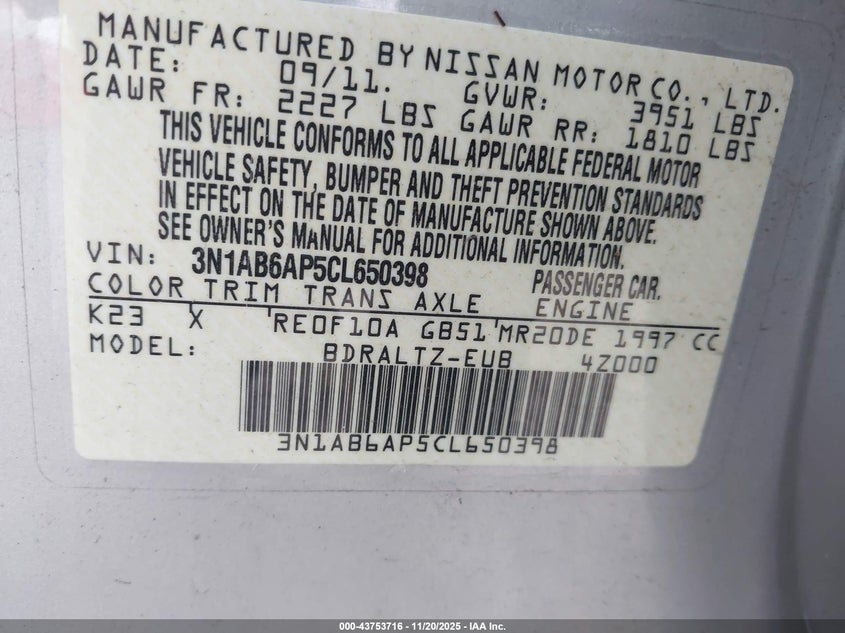 MANUFACTURED BY NISSAN MOTOR CO., LTD.
DATE: 09/11. GVWR: 3951 LBS
GAWR FR: 2227 LBS GAWR RR: 1810 LBS
THIS VEHICLE CONFORMS TO ALL APPLICABLE FEDERAL MOTOR
VEHICLE SAFETY, BUMPER AND THEFT PREVENTION STANDARDS
IN EFFECT ON THE DATE OF MANUFACTURE SHOWN ABOVE.
SEE OWNER'S MANUAL FOR ADDITIONAL INFORMATION.
VIN: 3N1AB6AP5CL650398 PASSENGER CAR.
COLOR TRIM TRANS AXLE ENGINE
K23 X RE0F10A GB51 MR20DE 1997 CC
MODEL: BDRALTZ-EUB 4Z000
3N1AB6AP5CL650398
000-43753716 - 11/20/2025 - IAA Inc.